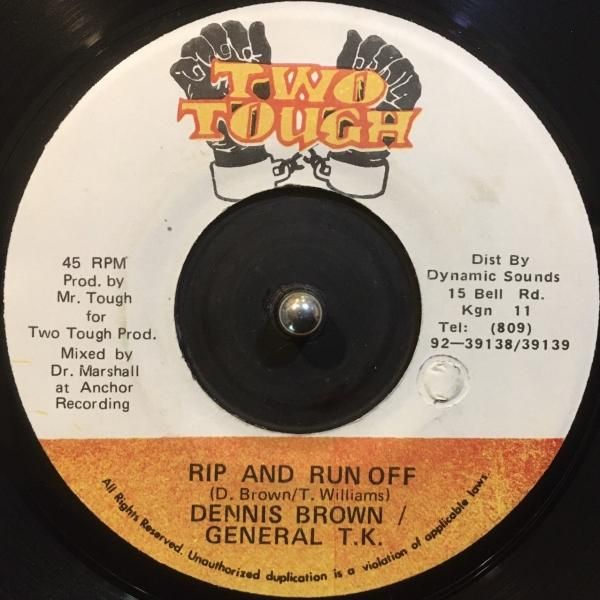 TWO
TOUGH
45 RPM
Prod. by
Mr. Tough
for
Two Tough Prod.
Mixed by
Dr. Marshall
at Anchor
Recording
Dist By
Dynamic Sounds
15 Bell Rd.
Kgn 11
Tel: (809)
92—39138/39139
RIP AND RUN OFF
(D. Brown/T. Williams)
DENNIS BROWN /
GENERAL T.K.
All Rights Reserved. Unauthorized duplication is a violation of applicable laws.